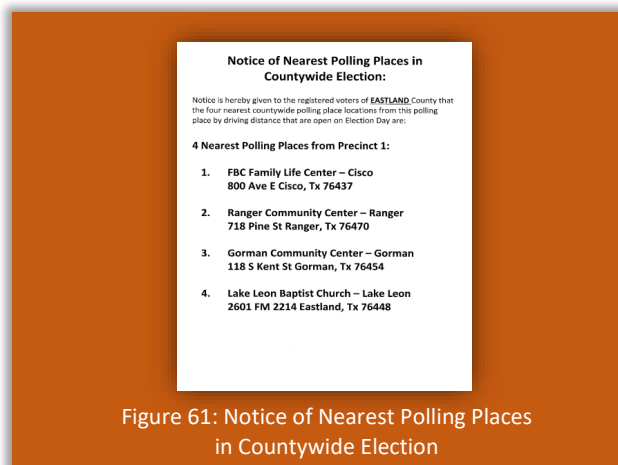 Notice of Nearest Polling Places in
Countywide Election:
Notice is hereby given to the registered voters of EASTLAND County that
the four nearest countywide polling place locations from this polling
place by driving distance that are open on Election Day are:
4 Nearest Polling Places from Precinct 1:
1. FBC Family Life Center – Cisco
800 Ave E Cisco, Tx 76437
2. Ranger Community Center – Ranger
718 Pine St Ranger, Tx 76470
3. Gorman Community Center – Gorman
118 S Kent St Gorman, Tx 76454
4. Lake Leon Baptist Church – Lake Leon
2601 FM 2214 Eastland, Tx 76448
Figure 61: Notice of Nearest Polling Places
in Countywide Election